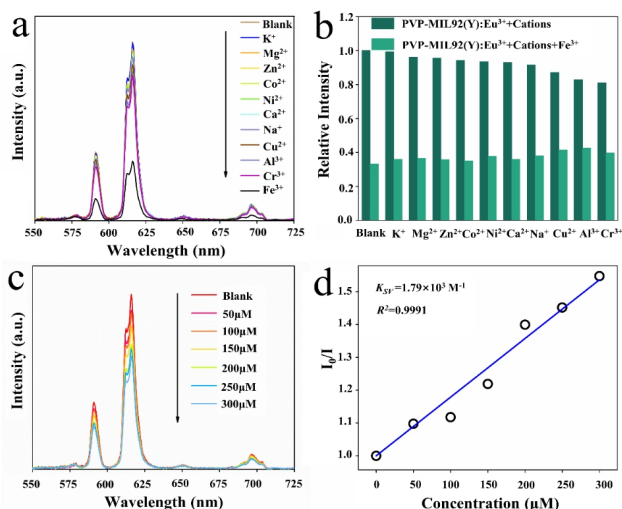 a
Intensity (a.u.)
Blank
K⁺
Mg²⁺
Zn²⁺
Co²⁺
Ni²⁺
Ca²⁺
Na⁺
Cu²⁺
Al³⁺
Cr³⁺
Fe³⁺
550 575 600 625 650 675 700 725
Wavelength (nm)
b
Relative Intensity
PVP-MIL92(Y):Eu³⁺+Cations
PVP-MIL92(Y):Eu³⁺+Cations+Fe³⁺
1.2
1.0
0.8
0.6
0.4
0.2
0.0
Blank K⁺ Mg²⁺ Zn²⁺ Co²⁺ Ni²⁺ Ca²⁺ Na⁺ Cu²⁺ Al³⁺ Cr³⁺
c
Intensity (a.u.)
Blank
50μM
100μM
150μM
200μM
250μM
300μM
550 575 600 625 650 675 700 725
Wavelength (nm)
d
I₀/I
K_SV=1.79×10³ M⁻¹
R²=0.9991
1.5
1.4
1.3
1.2
1.1
1.0
0 50 100 150 200 250 300
Concentration (μM)